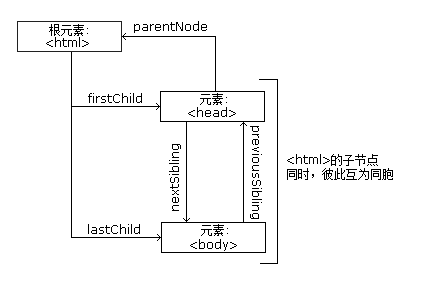 根元素：
<html>
parentNode
firstChild
元素：
<head>
nextSibling
previousSibling
<html>的子节点
同时，彼此互为同胞
lastChild
元素：
<body>